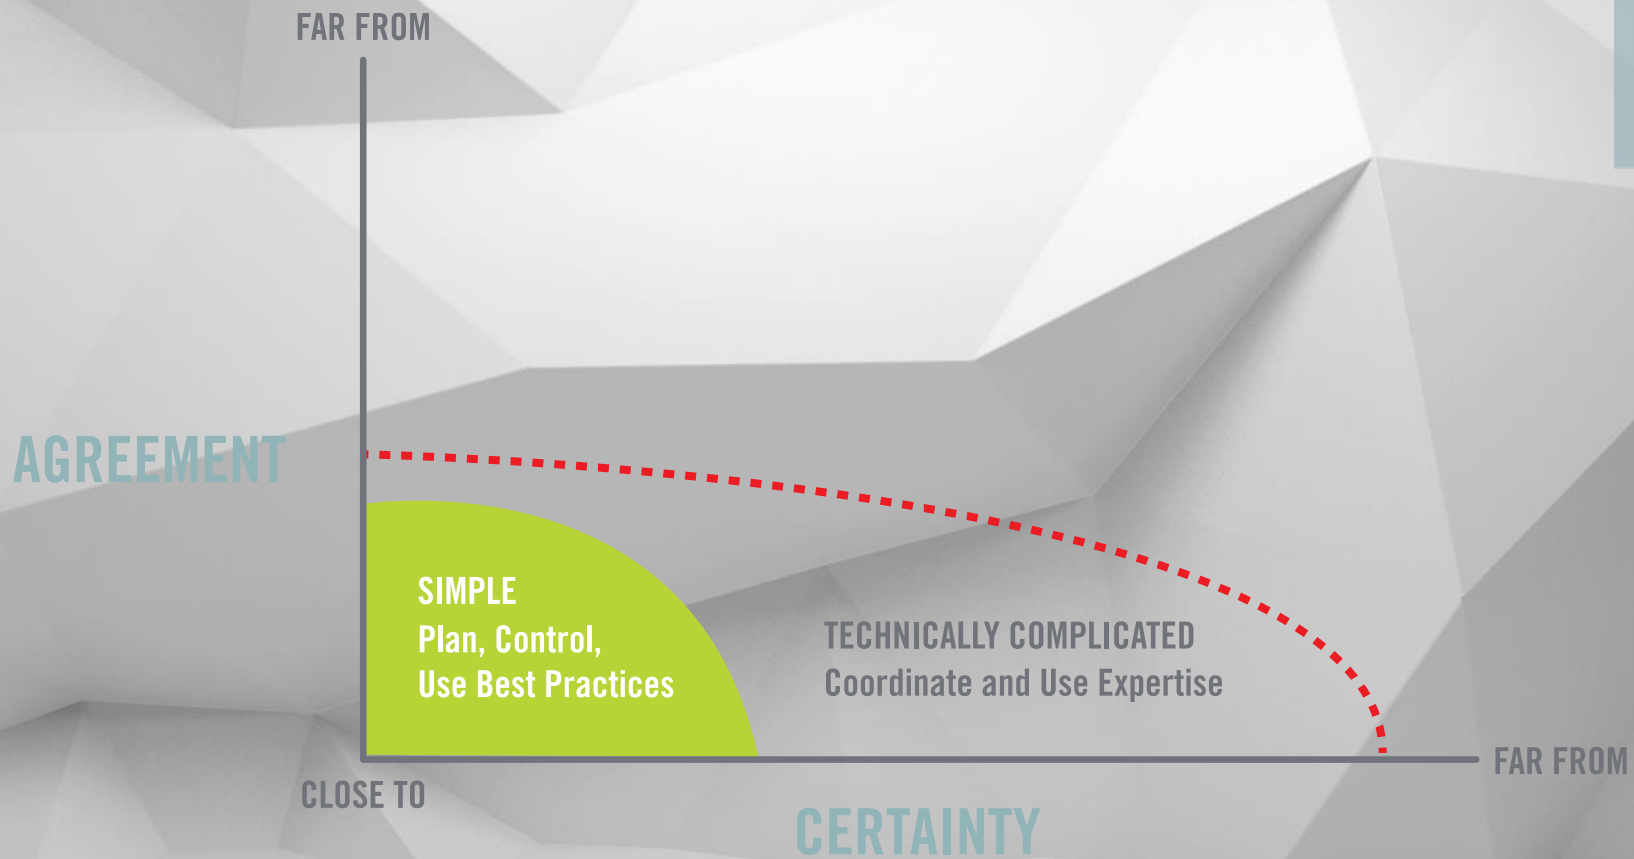 FAR FROM
AGREEMENT
SIMPLE
Plan, Control,
Use Best Practices
TECHNICALLY COMPLICATED
Coordinate and Use Expertise
FAR FROM
CLOSE TO
CERTAINTY